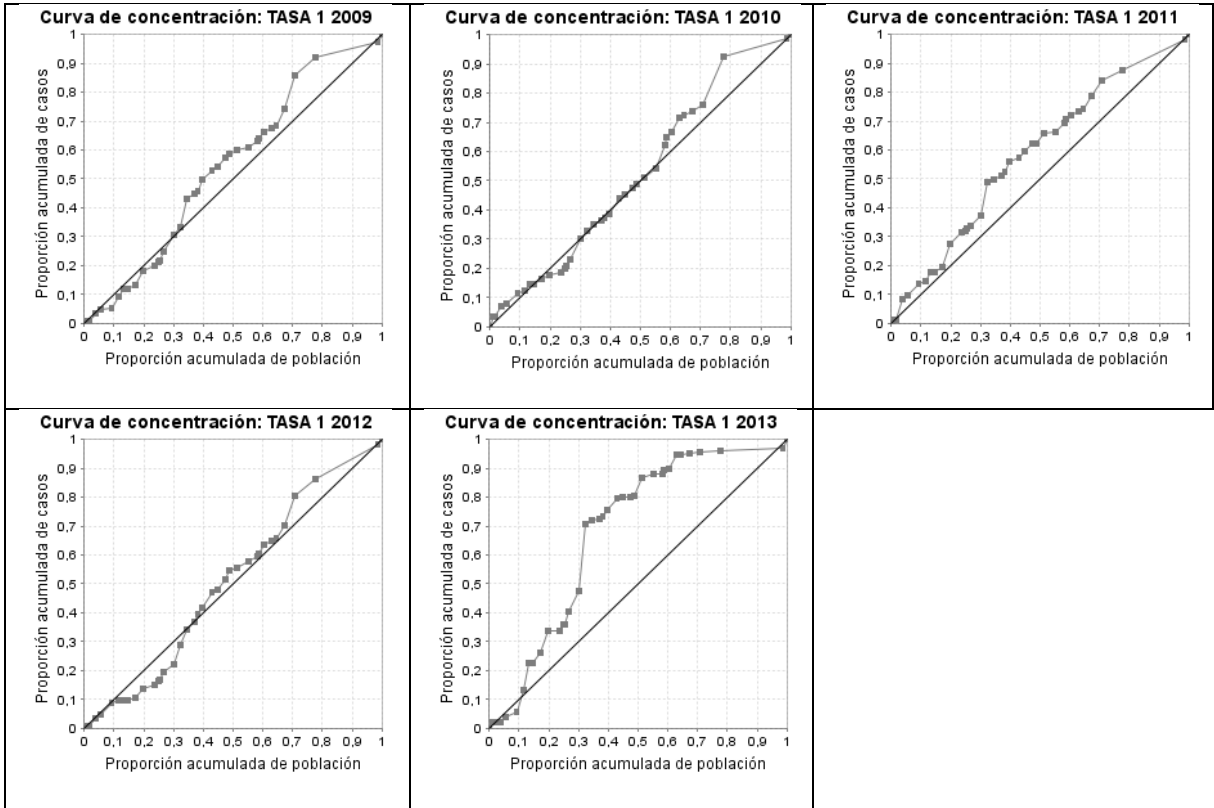 Curva de concentración: TASA 1 2009
Proporción acumulada de casos
1
0,9
0,8
0,7
0,6
0,5
0,4
0,3
0,2
0,1
0
0 0,1 0,2 0,3 0,4 0,5 0,6 0,7 0,8 0,9 1
Proporción acumulada de población
Curva de concentración: TASA 1 2010
Proporción acumulada de casos
1
0,9
0,8
0,7
0,6
0,5
0,4
0,3
0,2
0,1
0
0 0,1 0,2 0,3 0,4 0,5 0,6 0,7 0,8 0,9 1
Proporción acumulada de población
Curva de concentración: TASA 1 2011
Proporción acumulada de casos
1
0,9
0,8
0,7
0,6
0,5
0,4
0,3
0,2
0,1
0
0 0,1 0,2 0,3 0,4 0,5 0,6 0,7 0,8 0,9 1
Proporción acumulada de población
Curva de concentración: TASA 1 2012
Proporción acumulada de casos
1
0,9
0,8
0,7
0,6
0,5
0,4
0,3
0,2
0,1
0
0 0,1 0,2 0,3 0,4 0,5 0,6 0,7 0,8 0,9 1
Proporción acumulada de población
Curva de concentración: TASA 1 2013
Proporción acumulada de casos
1
0,9
0,8
0,7
0,6
0,5
0,4
0,3
0,2
0,1
0
0 0,1 0,2 0,3 0,4 0,5 0,6 0,7 0,8 0,9 1
Proporción acumulada de población